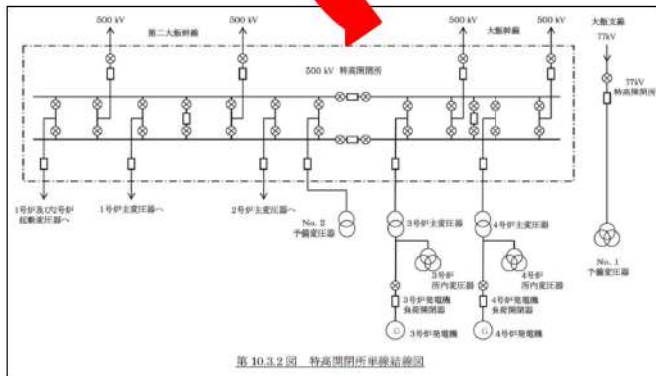 500 kV
500 kV
500 kV
500 kV
大飯支線
77kV
第二大飯幹線
大飯幹線
500 kV 特高開閉所
77kV
特高開閉所
1号炉及び2号炉
起動変圧器へ
1号炉主変圧器へ
2号炉主変圧器へ
No. 2
予備変圧器
3号炉主変圧器
4号炉主変圧器
3号炉
所内変圧器
4号炉
所内変圧器
No. 1
予備変圧器
3号炉発電機
負荷開閉器
4号炉発電機
負荷開閉器
G
3号炉発電機
G
4号炉発電機
第 10.3.2 図 特高開閉所単線結線図